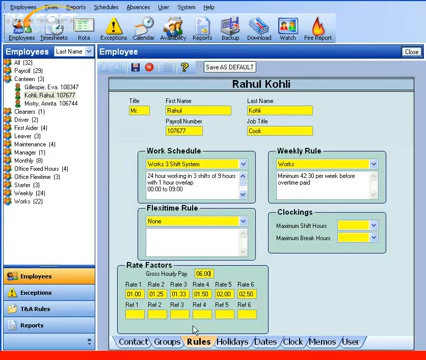 Employees Time Reports Schedules Absences User System Help
Employees Timesheets Rota Exceptions Calendar Availability Reports Backup Download Watch Fire Report
Employees Last Name
Employee
Close
All (32)
Payroll (29)
Canteen (3)
Gillespie, Eva. 108347
Kohli, Rahul. 107677
Mistry, Amrita. 106744
Cleaners (1)
Driver (2)
First Aider (4)
Leaver (3)
Maintenance (4)
Manager (1)
Monthly (8)
Office Fixed Hours (4)
Office Flexitime (3)
Starter (3)
Weekly (24)
Works (22)
Save AS DEFAULT
Rahul Kohli
Title First Name Last Name
Mr. Rahul Kohli
Payroll Number Job Title
107677 Cook
Work Schedule
Works 3 Shift System
24 hour working in 3 shifts of 9 hours
with 1 hour overlap
00:00 to 09:00
Weekly Rule
Works
Minimum 42:30 per week before
overtime paid
Flexitime Rule
None
Clockings
Maximum Shift Hours
Maximum Break Hours
Rate Factors
Gross Hourly Pay 06.00
Rate 1 Rate 2 Rate 3 Rate 4 Rate 5 Rate 6
01.00 01.25 01.33 01.50 02.00 02.50
Ref 1 Ref 2 Ref 3 Ref 4 Ref 5 Ref 6
Employees
Exceptions
T&A Rules
Reports
Contact Groups Rules Holidays Dates Clock Memos User